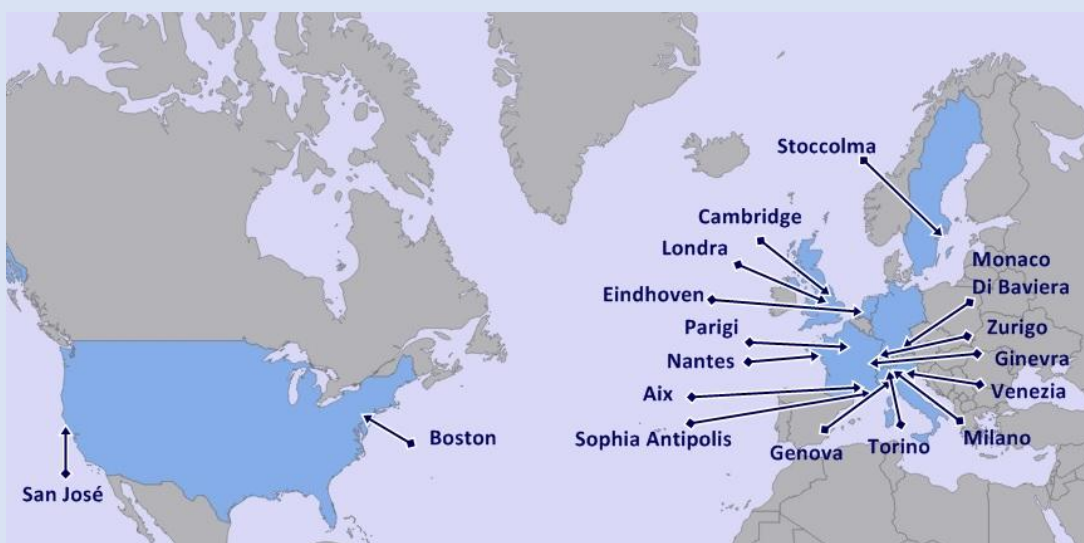 Stoccolma
Cambridge
Londra
Monaco
Di Baviera
Eindhoven
Parigi
Zurigo
Nantes
Ginevra
Aix
Venezia
Sophia Antipolis
Boston
Genova
Torino
Milano
San José